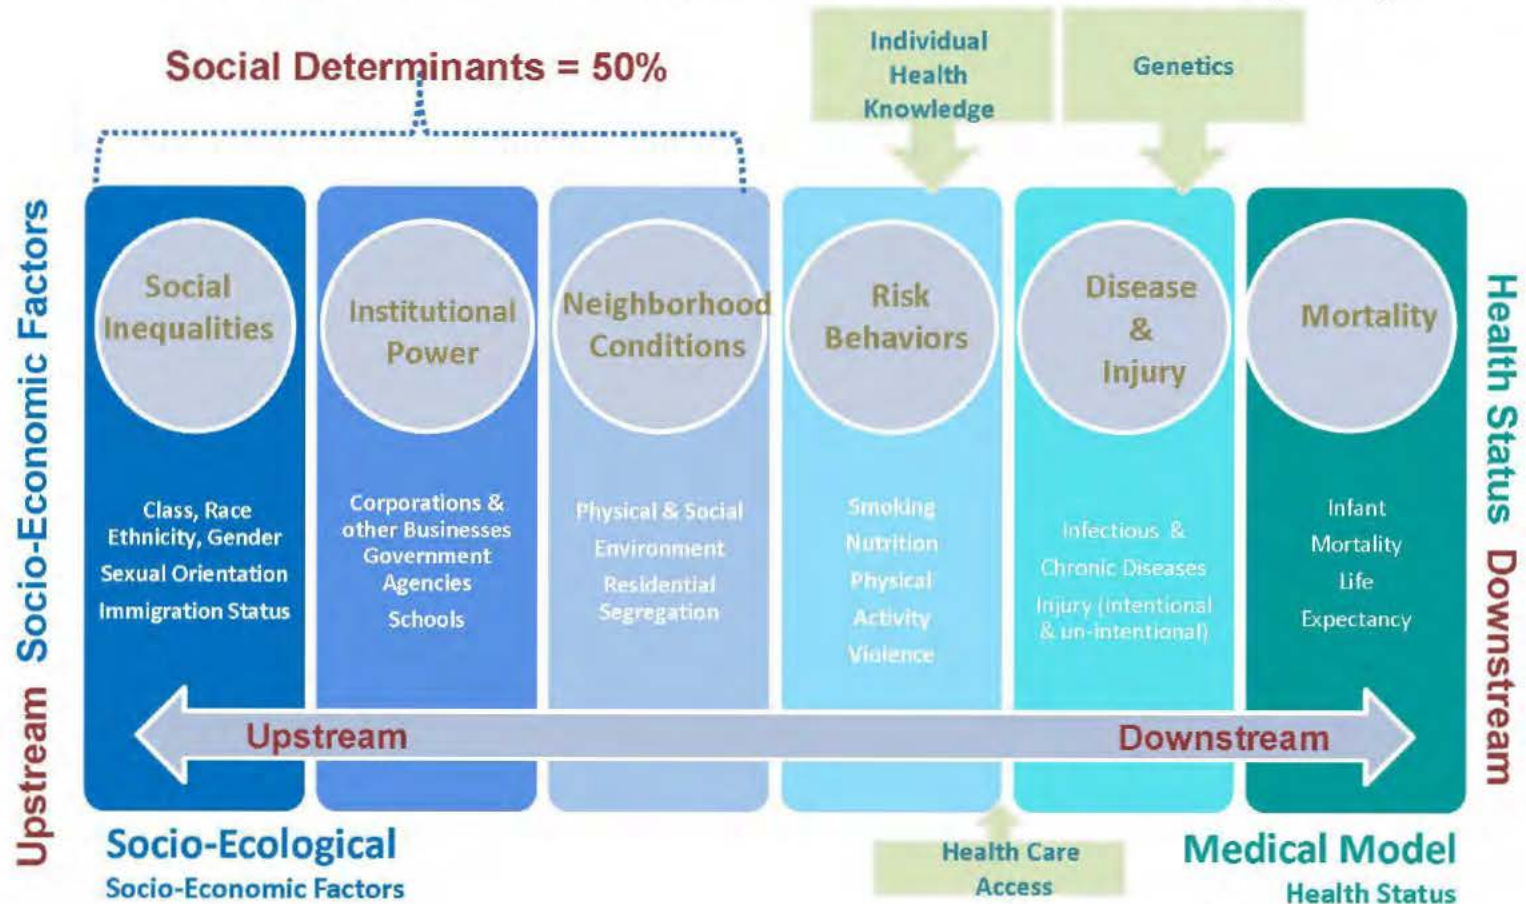 Social Determinants = 50%
Individual
Health
Knowledge
Genetics
Upstream Socio-Economic Factors
Social
Inequalities
Class, Race
Ethnicity, Gender
Sexual Orientation
Immigration Status
Institutional
Power
Corporations &
other Businesses
Government
Agencies
Schools
Neighborhood
Conditions
Physical & Social
Environment
Residential
Segregation
Risk
Behaviors
Smoking
Nutrition
Physical
Activity
Violence
Disease
&
Injury
Infectious &
Chronic Diseases
Injury (intentional
& un-intentional)
Mortality
Infant
Mortality
Life
Expectancy
Health Status Downstream
Upstream
Downstream
Socio-Ecological
Socio-Economic Factors
Health Care
Access
Medical Model
Health Status